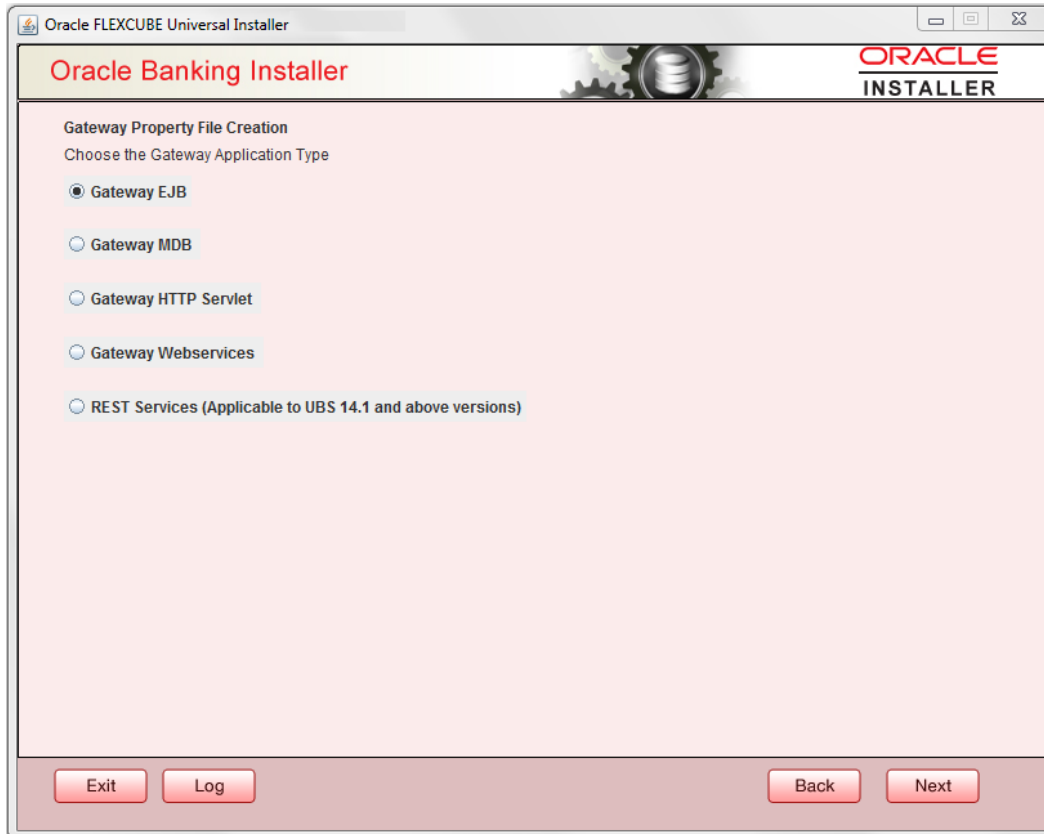 Oracle FLEXCUBE Universal Installer
Oracle Banking Installer
ORACLE
INSTALLER
Gateway Property File Creation
Choose the Gateway Application Type
Gateway EJB
Gateway MDB
Gateway HTTP Servlet
Gateway Webservices
REST Services (Applicable to UBS 14.1 and above versions)
Exit
Log
Back
Next